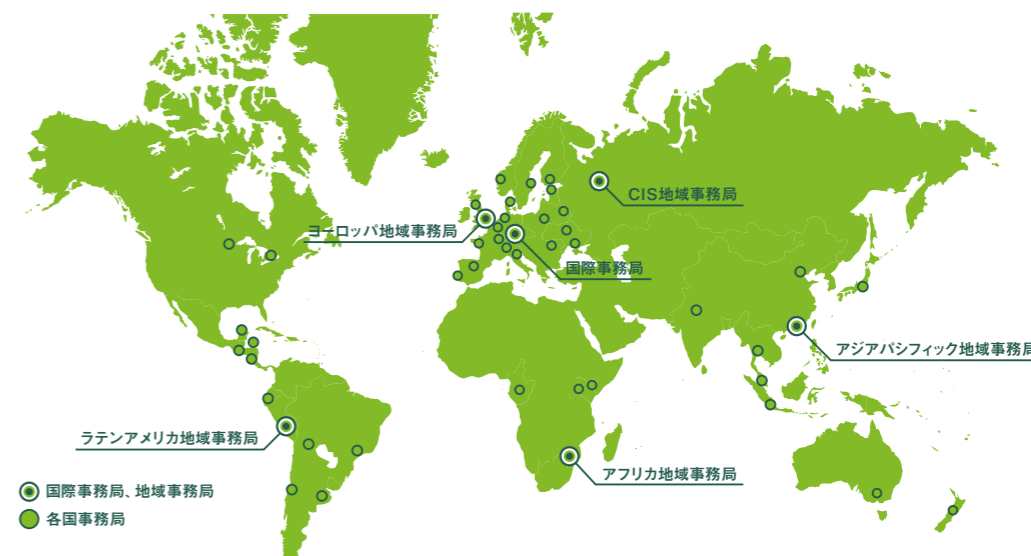 CIS地域事務局
ヨーロッパ地域事務局
国際事務局
アジアパシフィック地域事務局
ラテンアメリカ地域事務局
アフリカ地域事務局
国際事務局、地域事務局
各国事務局